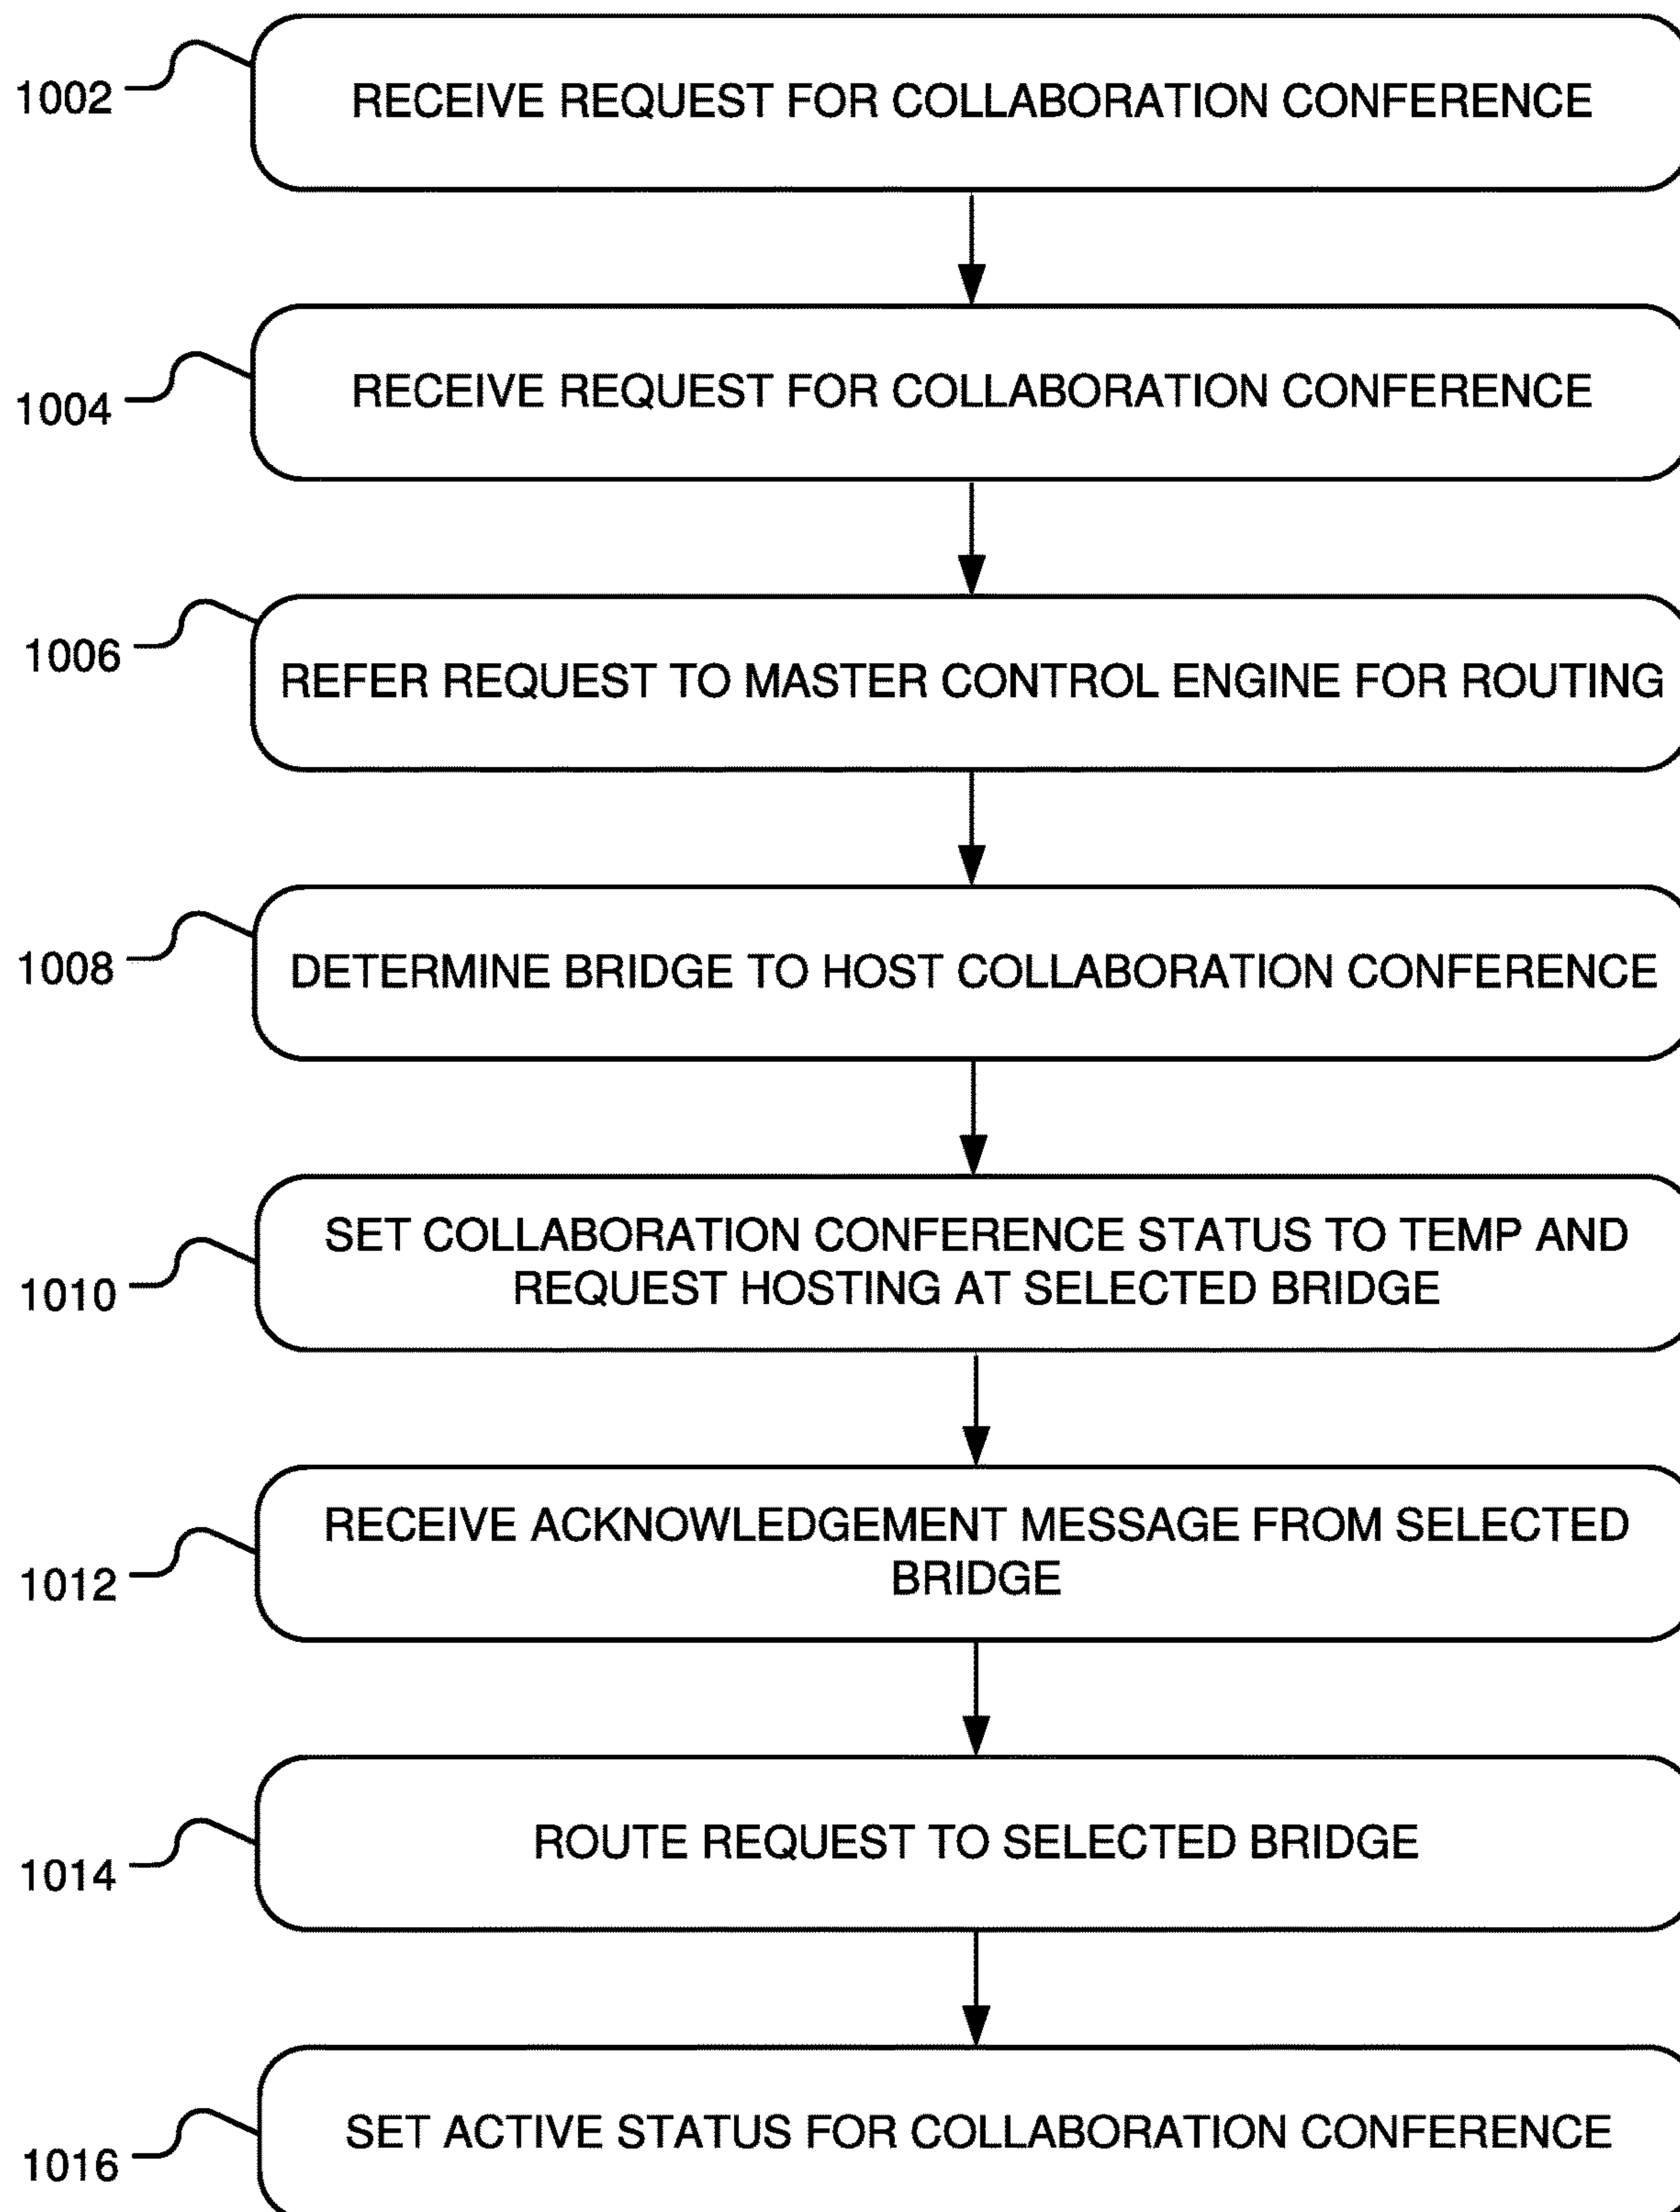 1002
RECEIVE REQUEST FOR COLLABORATION CONFERENCE
1004
RECEIVE REQUEST FOR COLLABORATION CONFERENCE
1006
REFER REQUEST TO MASTER CONTROL ENGINE FOR ROUTING
1008
DETERMINE BRIDGE TO HOST COLLABORATION CONFERENCE
1010
SET COLLABORATION CONFERENCE STATUS TO TEMP AND
REQUEST HOSTING AT SELECTED BRIDGE
1012
RECEIVE ACKNOWLEDGEMENT MESSAGE FROM SELECTED
BRIDGE
1014
ROUTE REQUEST TO SELECTED BRIDGE
1016
SET ACTIVE STATUS FOR COLLABORATION CONFERENCE